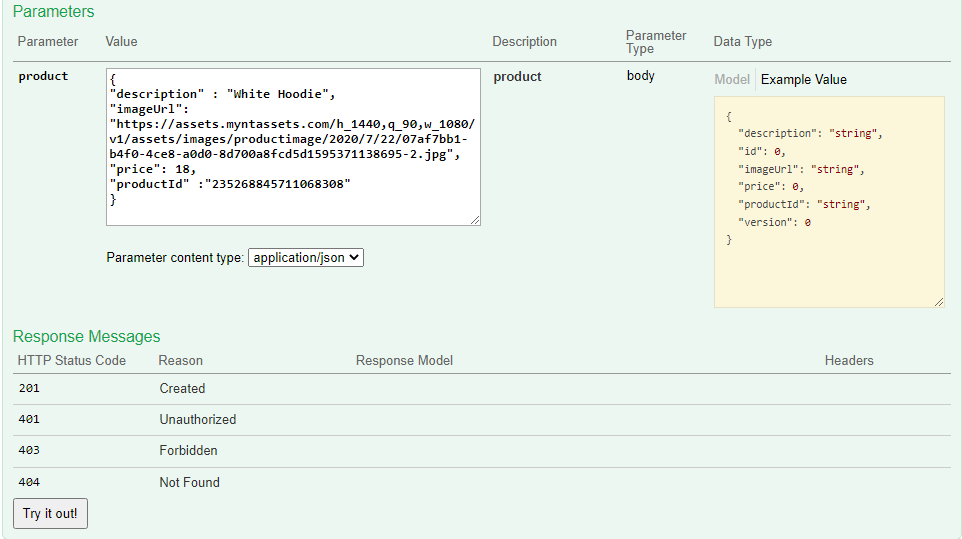 Parameters
Parameter Value Description Parameter Type Data Type
product
{
"description" : "White Hoodie",
"imageUrl":
"https://assets.myntassets.com/h_1440,q_90,w_1080/
v1/assets/images/productimage/2020/7/22/07af7bb1-
b4f0-4ce8-a0d0-8d700a8fcd5d1595371138695-2.jpg",
"price": 18,
"productId" :"235268845711068308"
}
Parameter content type: application/json
product
body
Model Example Value
{
"description": "string",
"id": 0,
"imageUrl": "string",
"price": 0,
"productId": "string",
"version": 0
}
Response Messages
HTTP Status Code Reason Response Model Headers
201 Created
401 Unauthorized
403 Forbidden
404 Not Found
Try it out!